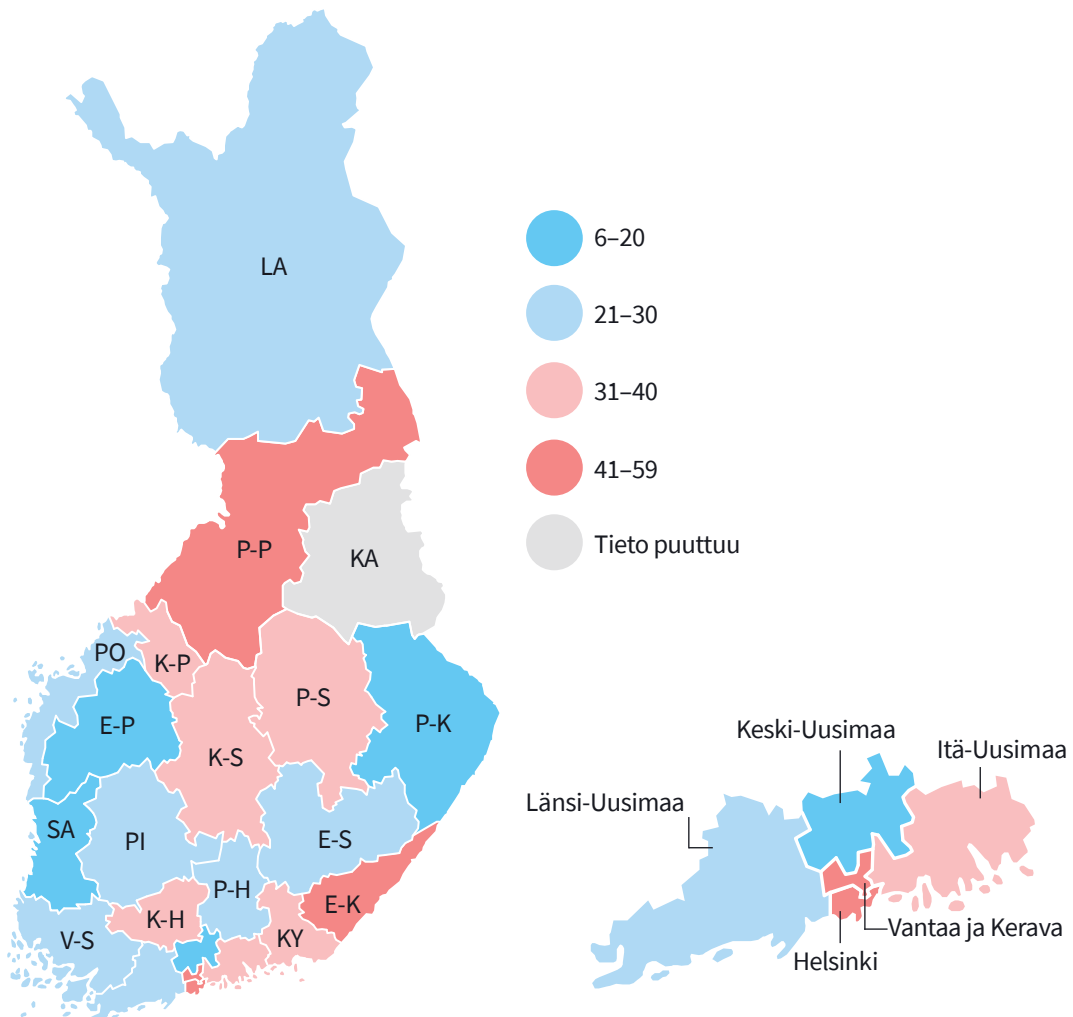 LA
P-P
KA
PO
K-P
E-P
P-S
P-K
K-S
SA
PI
E-S
P-H
E-K
K-H
V-S
KY
6–20
21–30
31–40
41–59
Tieto puuttuu
Keski-Uusimaa
Itä-Uusimaa
Länsi-Uusimaa
Vantaa ja Kerava
Helsinki